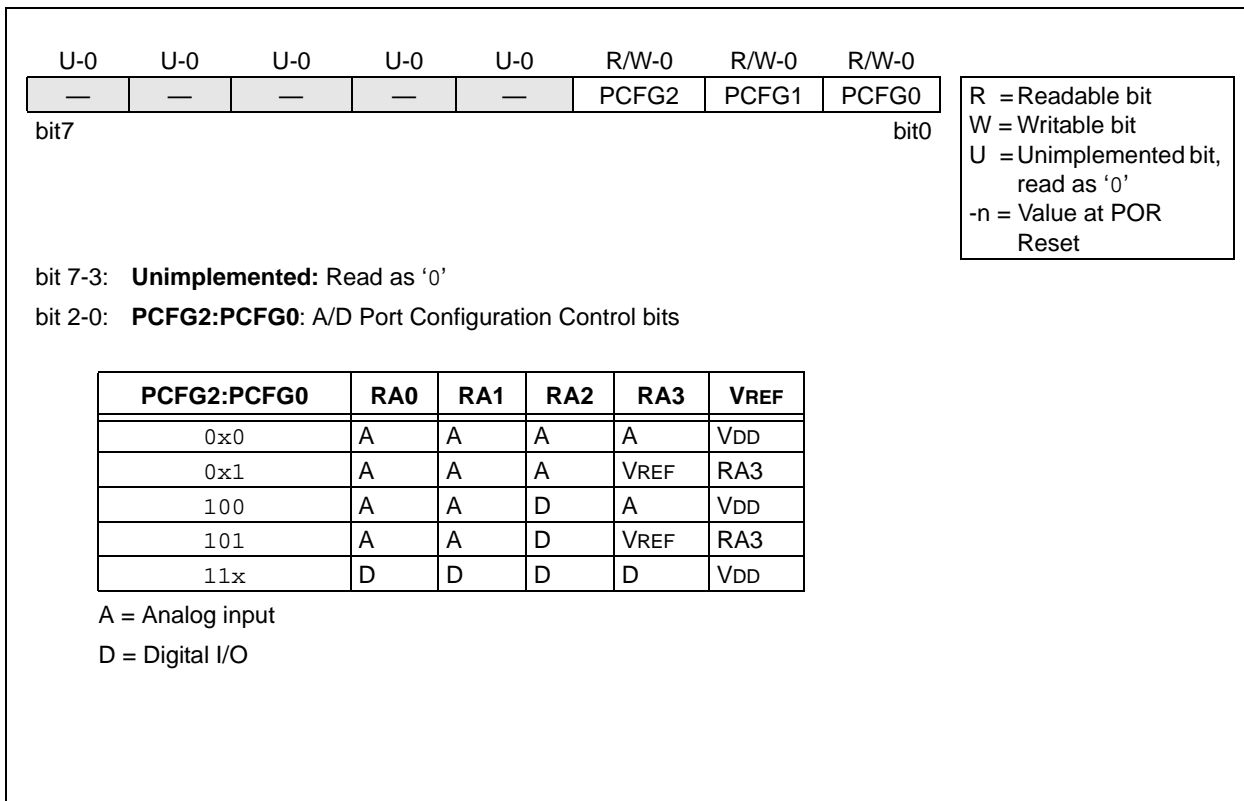 U-0 U-0 U-0 U-0 U-0 R/W-0 R/W-0 R/W-0
— — — — — PCFG2 PCFG1 PCFG0
bit7 bit0
R = Readable bit
W = Writable bit
U = Unimplemented bit,
read as ‘0’
-n = Value at POR
Reset
bit 7-3: Unimplemented: Read as ‘0’
bit 2-0: PCFG2:PCFG0: A/D Port Configuration Control bits
PCFG2:PCFG0 RA0 RA1 RA2 RA3 VREF
0x0 A A A A VDD
0x1 A A A VREF RA3
100 A A D A VDD
101 A A D VREF RA3
11x D D D D VDD
A = Analog input
D = Digital I/O